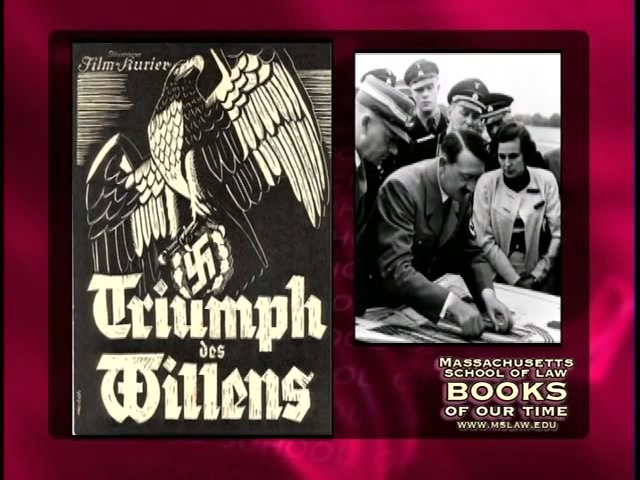 Illustrierter
Film-Kurier
Triumph
des
Willens
MASSACHUSETTS
SCHOOL OF LAW
BOOKS
OF OUR TIME
WWW.MSLAW.EDU